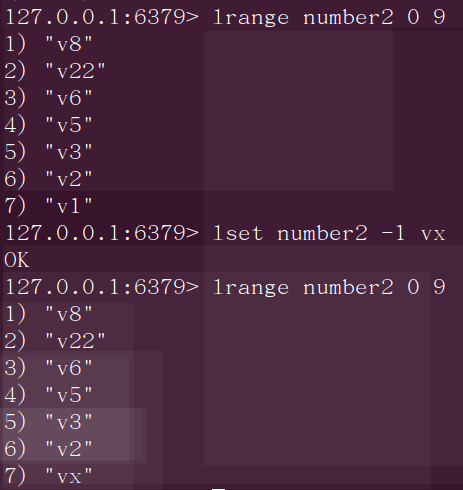 127.0.0.1:6379> lrange number2 0 9
1) "v8"
2) "v22"
3) "v6"
4) "v5"
5) "v3"
6) "v2"
7) "v1"
127.0.0.1:6379> lset number2 -1 vx
OK
127.0.0.1:6379> lrange number2 0 9
1) "v8"
2) "v22"
3) "v6"
4) "v5"
5) "v3"
6) "v2"
7) "vx"